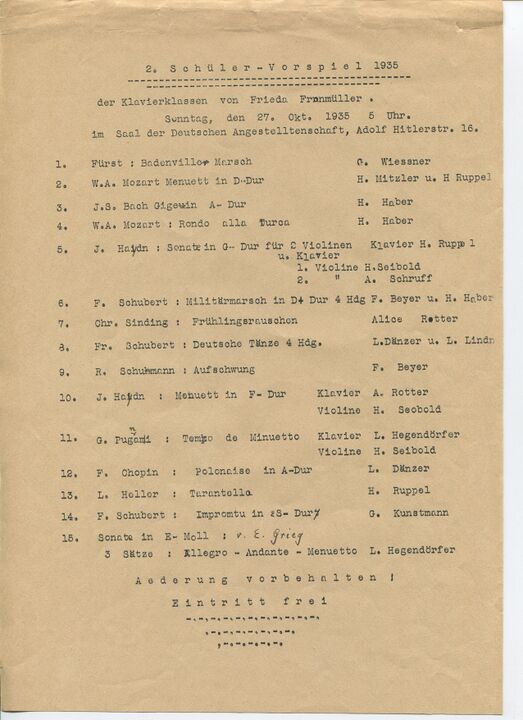 2. Schüler-Vorspiel 1935
der Klavierklassen von Frieda Fronmüller .
Sonntag, den 27. Okt. 1935 5 Uhr.
im Saal der Deutschen Angestelltenschaft, Adolf Hitlerstr. 16.
1. Fürst : Badenviller Marsch G. Wiessner
2. W.A. Mozart Menuett in D-Dur H. Mitzler u. H Ruppel
3. J.S. Bach Gigue in A- Dur H. Haber
4. W.A. Mozart : Rondo alla Turca H. Haber
5. J. Haydn : Sonate in G- Dur für 2 Violinen Klavier H. Ruppel
u. Klavier
1. Violine H.Seibold
2. " A. Schruff
6. F. Schubert : Militärmarsch in D Dur 4 Hdg F. Beyer u. H. Haber
7. Chr. Sinding : Frühlingsrauschen Alice Rotter
8. Fr. Schubert : Deutsche Tänze 4 Hdg. L.Dänzer u. L. Lindn
9. R. Schumann : Aufschwung F. Beyer
10. J. Haydn : Menuett in F- Dur Klavier A. Rotter
Violine H. Seobold
11. G. Pugnani : Tempo de Minuetto Klavier L. Hegendörfer
Violine H. Seibold
12. F. Chopin : Polonaise in A-Dur L. Dänzer
13. L. Heller : Tarantella H. Ruppel
14. F. Schubert : Impromtu in aS- Dur G. Kunstmann
15. Sonate in E- Moll : v. E. Grieg
3 Sätze : Allegro - Andante - Menuetto L. Hegendörfer
Aederung vorbehalten !
Eintritt frei